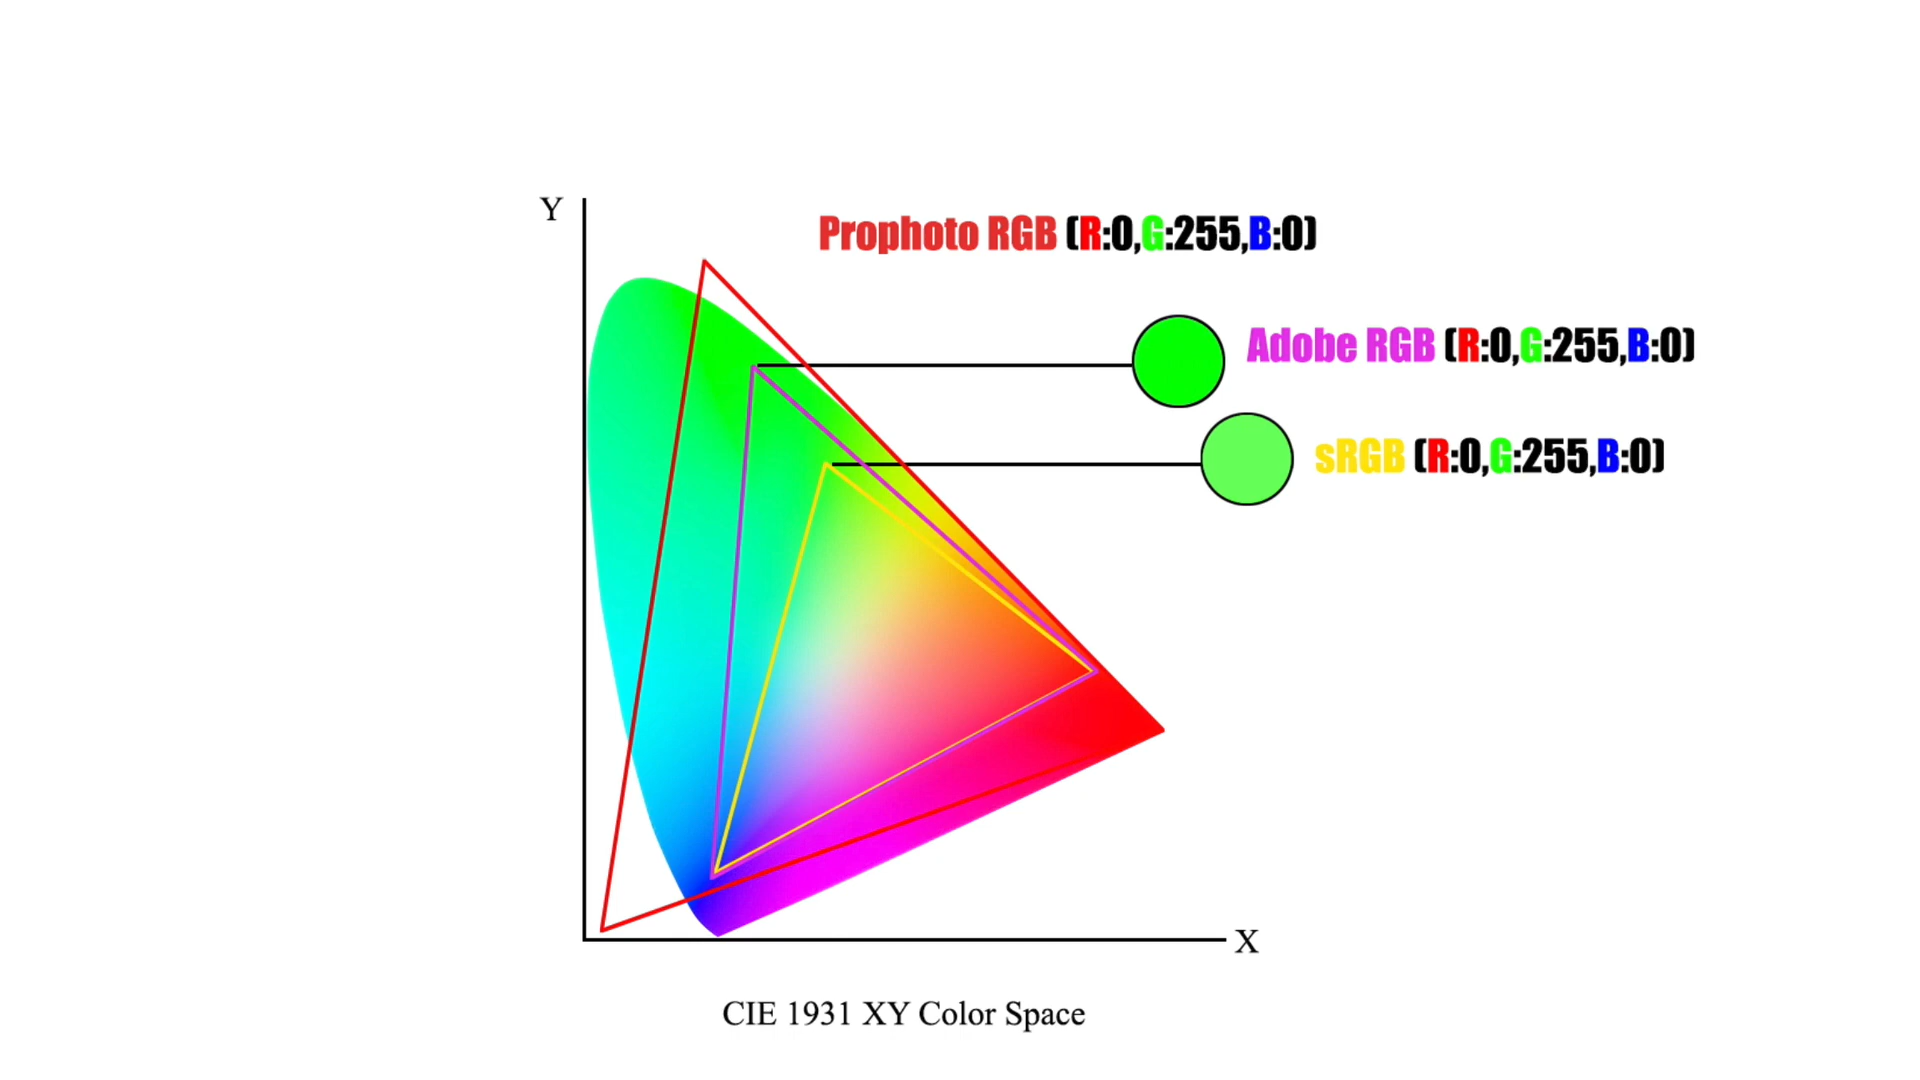 Y
Prophoto RGB (R:0,G:255,B:0)
Adobe RGB (R:0,G:255,B:0)
sRGB (R:0,G:255,B:0)
X
CIE 1931 XY Color Space